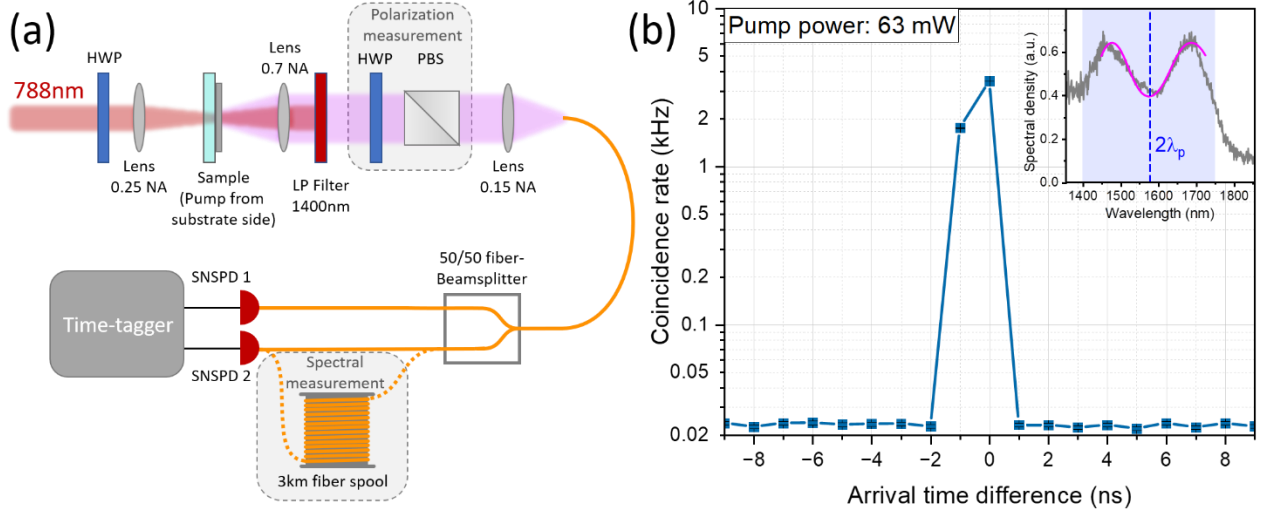 (a)
Polarization
measurement
HWP
Lens
0.7 NA
HWP
PBS
788nm
Lens
0.25 NA
Sample
(Pump from
substrate side)
LP Filter
1400nm
Lens
0.15 NA
50/50 fiber-
Beamsplitter
SNSPD 1
Time-tagger
SNSPD 2
Spectral
measurement
3km fiber spool
(b)
Pump power: 63 mW
Coincidence rate (kHz)
10
5
2
1
0.5
0.2
0.1
0.05
0.02
−8 −6 −4 −2 0 2 4 6 8
Arrival time difference (ns)
Spectral density (a.u.)
0.6
0.4
0.2
0.0
2λp
1400 1500 1600 1700 1800
Wavelength (nm)